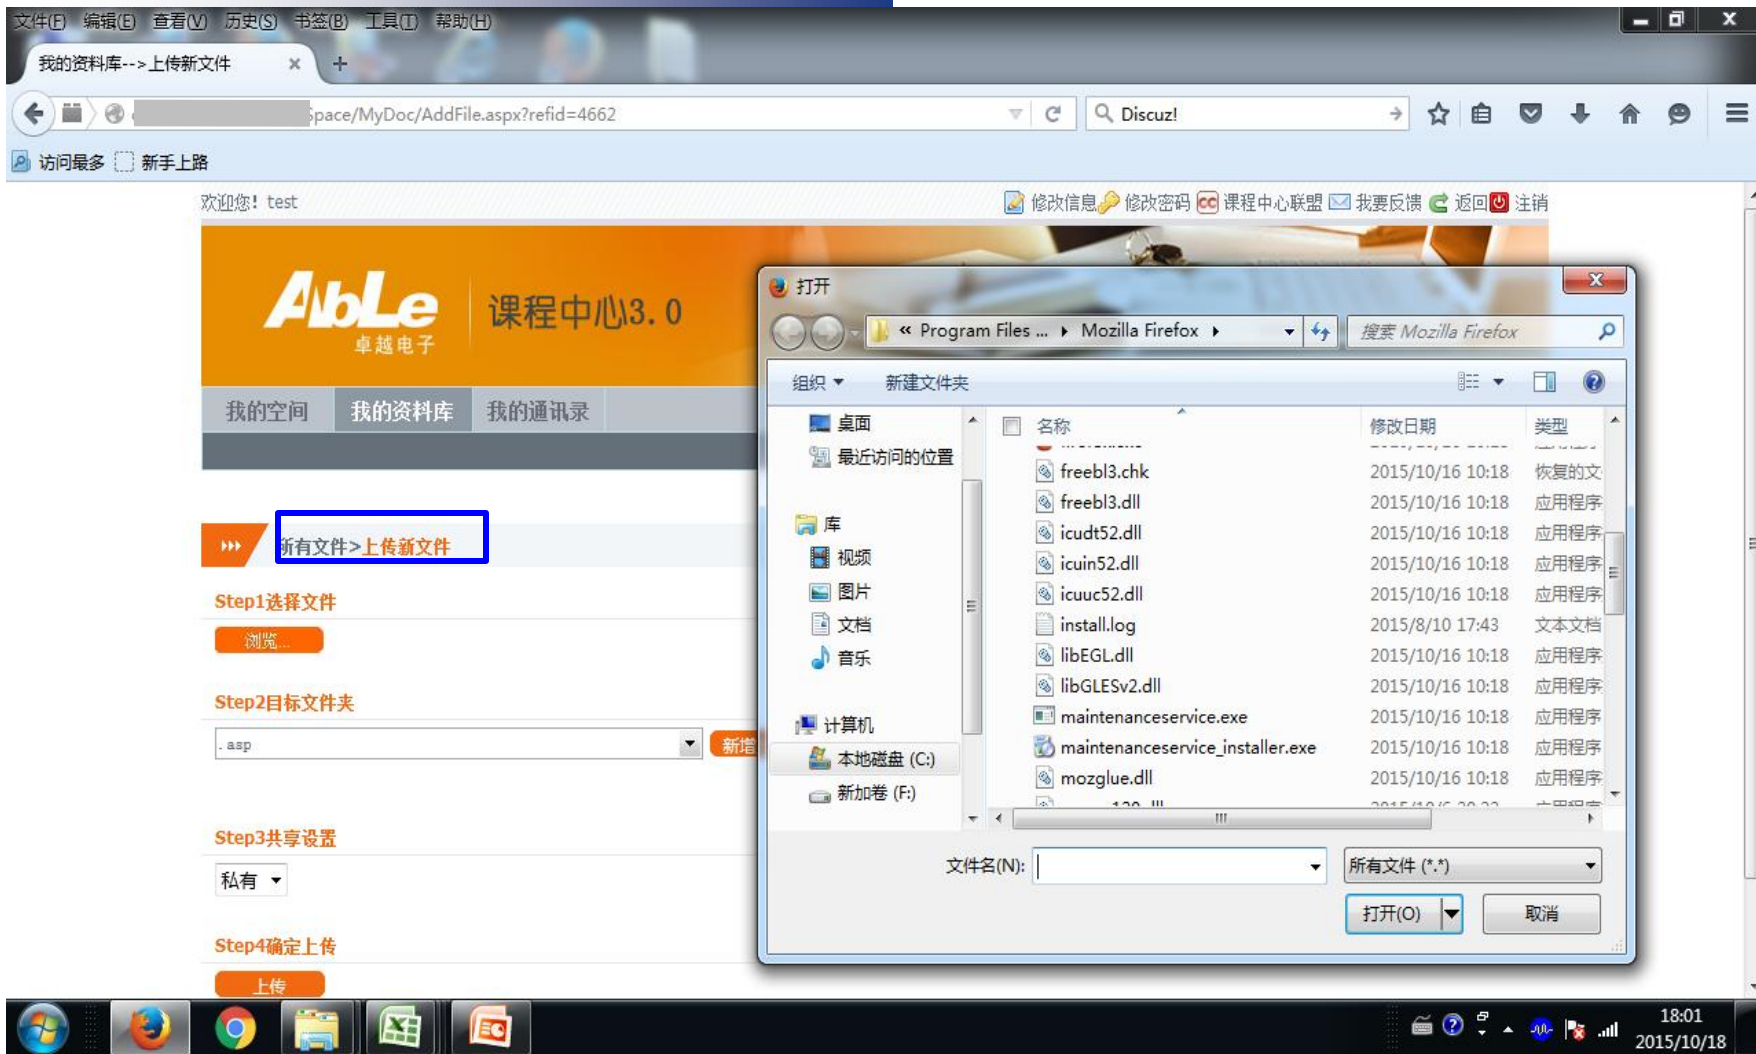 文件(F) 编辑(E) 查看(V) 历史(S) 书签(B) 工具(T) 帮助(H)
我的资料库-->上传新文件
Space/MyDoc/AddFile.aspx?refid=4662
Discuz!
访问最多 新手上路
欢迎您! test
修改信息 修改密码 CC 课程中心联盟 我要反馈 返回 注销
AbLe
卓越电子
课程中心3.0
我的空间 我的资料库 我的通讯录
所有文件>上传新文件
Step1选择文件
浏览...
Step2目标文件夹
.asp
新增
Step3共享设置
私有
Step4确定上传
上传
打开
« Program Files ... Mozilla Firefox
搜索 Mozilla Firefox
组织 新建文件夹
桌面
最近访问的位置
库
视频
图片
文档
音乐
计算机
本地磁盘 (C:)
新加卷 (F:)
名称 修改日期 类型
freebl3.chk 2015/10/16 10:18 恢复的文
freebl3.dll 2015/10/16 10:18 应用程序
icudt52.dll 2015/10/16 10:18 应用程序
icuin52.dll 2015/10/16 10:18 应用程序
icuuc52.dll 2015/10/16 10:18 应用程序
install.log 2015/8/10 17:43 文本文档
libEGL.dll 2015/10/16 10:18 应用程序
libGLESv2.dll 2015/10/16 10:18 应用程序
maintenanceservice.exe 2015/10/16 10:18 应用程序
maintenanceservice_installer.exe 2015/10/16 10:18 应用程序
mozglue.dll 2015/10/16 10:18 应用程序
文件名(N):
所有文件 (*.*)
打开(O) 取消
18:01
2015/10/18